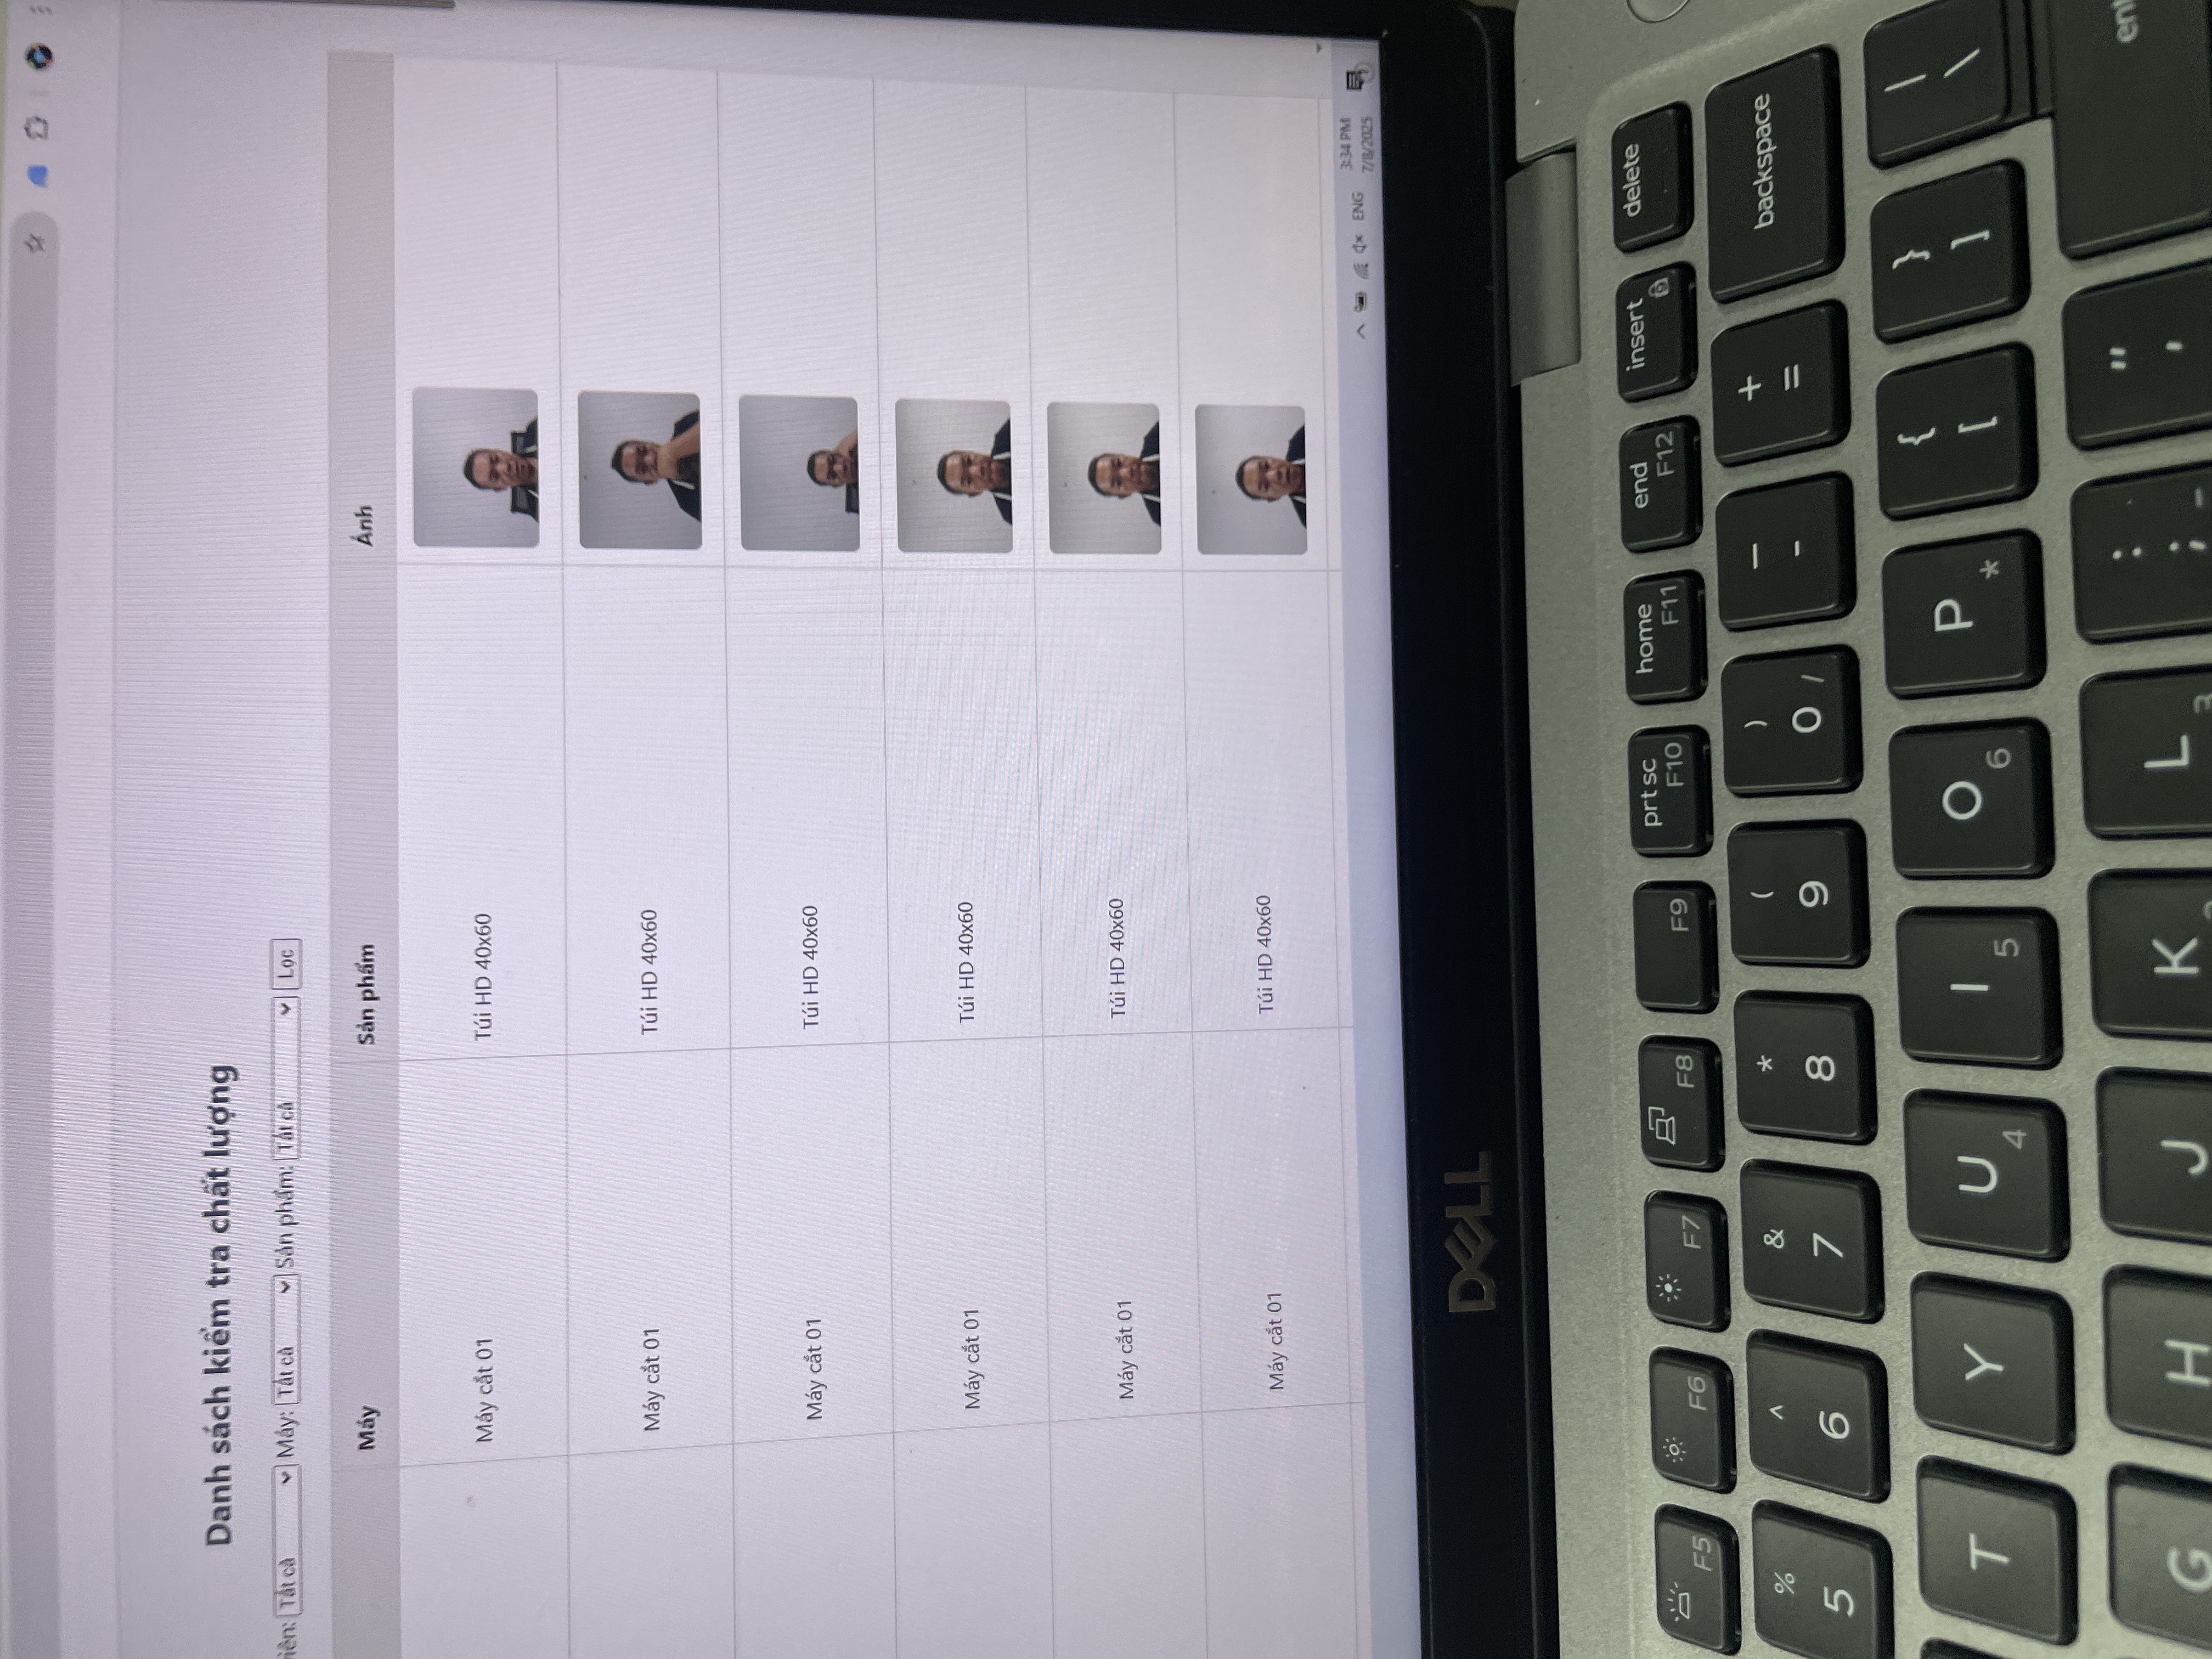 Danh sách kiểm tra chất lượng
iên: Tất cả Máy: Tất cả Sản phẩm: Tất cả Lọc
Máy Sản phẩm Ảnh
Máy cắt 01 Túi HD 40x60
Máy cắt 01 Túi HD 40x60
Máy cắt 01 Túi HD 40x60
Máy cắt 01 Túi HD 40x60
Máy cắt 01 Túi HD 40x60
Máy cắt 01 Túi HD 40x60
ENG 3:34 PM
7/8/2025
DELL
F5 F6 F7 F8 F9 prt sc F10 home F11 end F12 insert delete
% 5 ^ 6 & 7 * 8 ( 9 ) 0 / — - + = backspace
T Y U 4 I 5 O 6 P * { [ } ] | \
G H J K L 3 : ; " ' ent